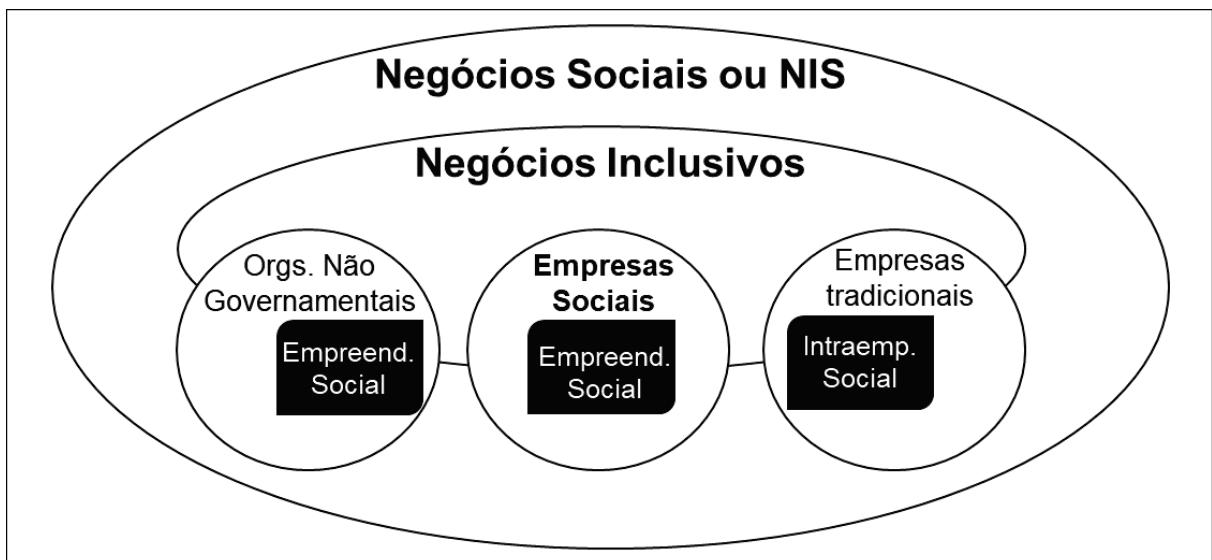 Negócios Sociais ou NIS
Negócios Inclusivos
Orgs. Não
Governamentais
Empreend.
Social
Empresas
Sociais
Empreend.
Social
Empresas
tradicionais
Intraemp.
Social